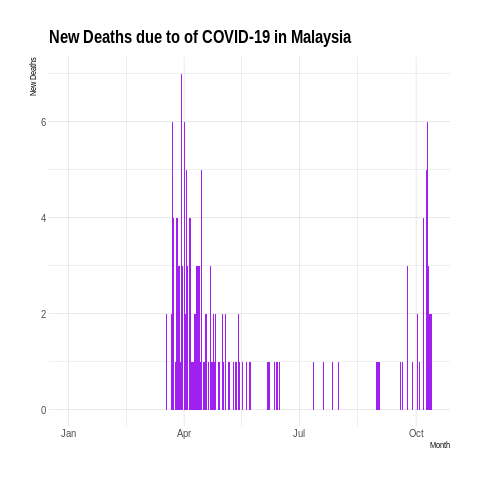 New Deaths due to of COVID-19 in Malaysia
New Deaths
6
4
2
0
Jan Apr Jul Oct
Month